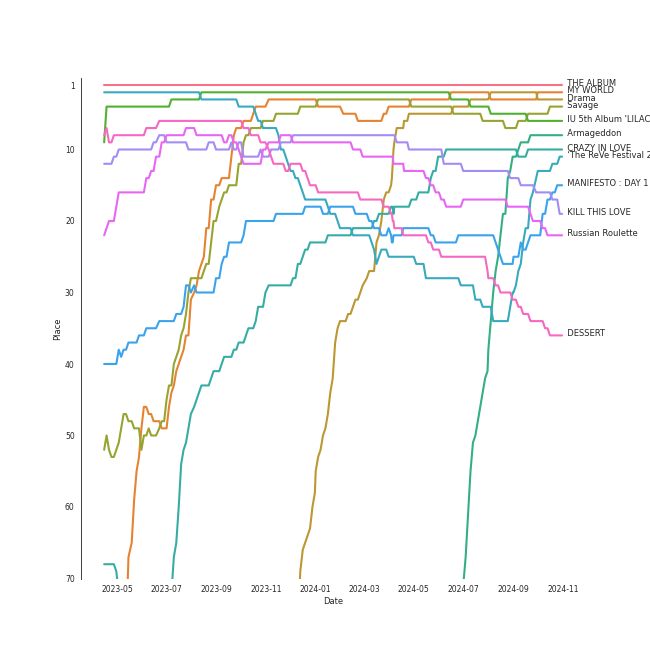 1
10
20
30
40
50
60
70
Place
2023-05
2023-07
2023-09
2023-11
2024-01
2024-03
2024-05
2024-07
2024-09
2024-11
Date
THE ALBUM
MY WORLD
Drama
Savage
IU 5th Album 'LILAC
Armageddon
CRAZY IN LOVE
'The ReVe Festival 2
MANIFESTO : DAY 1
KILL THIS LOVE
Russian Roulette
DESSERT